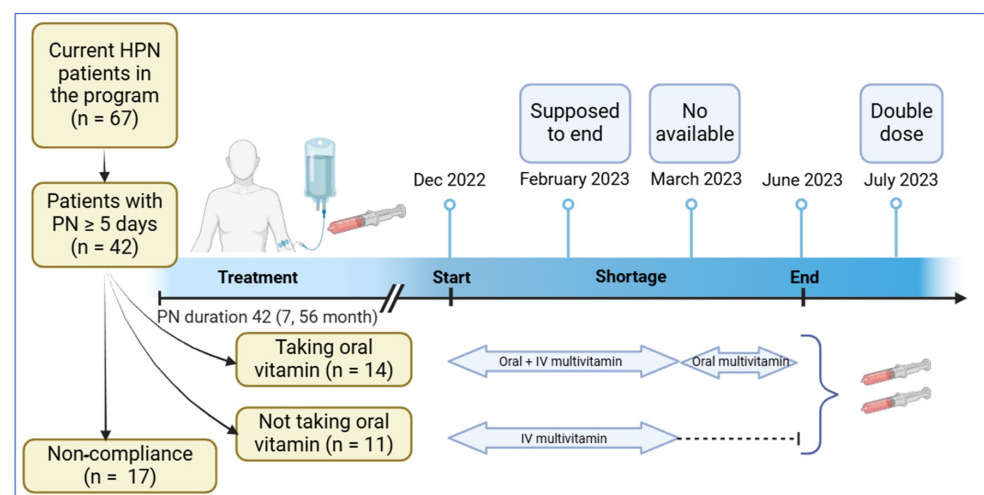 Current HPN
patients in
the program
(n = 67)
Patients with
PN ≥ 5 days
(n = 42)
Supposed
to end
No
available
Double
dose
Dec 2022
February 2023
March 2023
June 2023
July 2023
Treatment
Start
Shortage
End
PN duration 42 (7, 56 month)
Taking oral
vitamin (n = 14)
Oral + IV multivitamin
Oral multivitamin
Not taking oral
vitamin (n = 11)
IV multivitamin
Non-compliance
(n = 17)